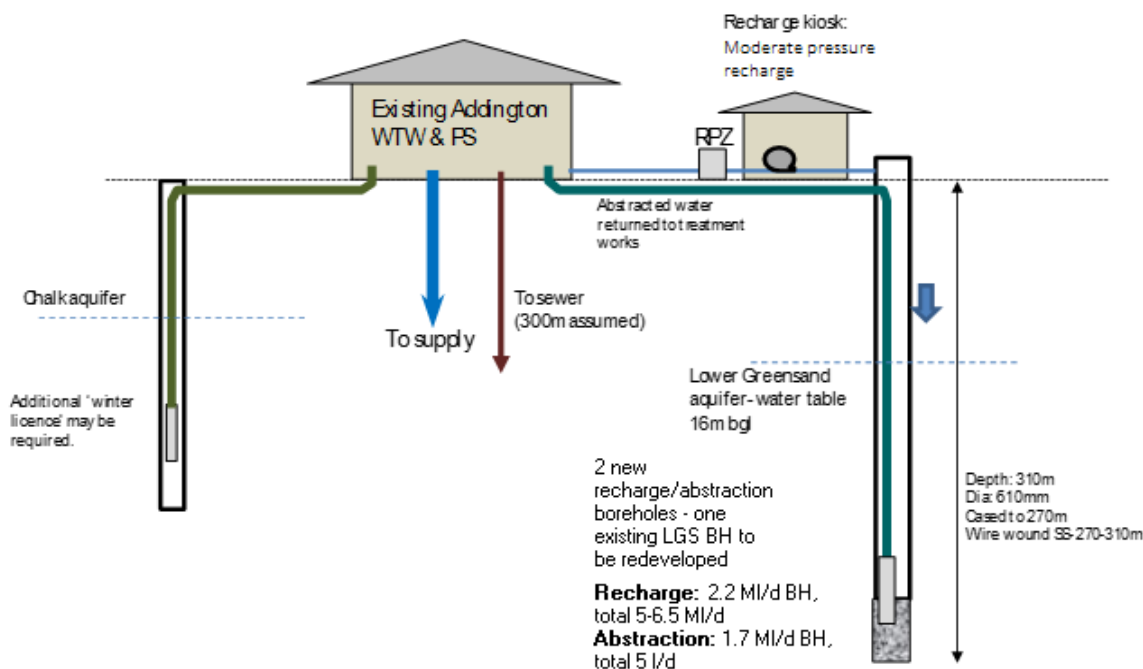 Recharge kiosk:
Moderate pressure
recharge
Existing Addington
WTW & PS
RPZ
Abstracted water
returned to treatment
works
Chalk aquifer
To sewer
(300m assumed)
To supply
Lower Greensand
aquifer- water table
16m bgl
Additional 'winter
licence' may be
required.
2 new
recharge/abstraction
boreholes - one
existing LGS BH to
be redeveloped
Depth: 310m
Dia: 610mm
Cased to 270m
Wire wound SS-270-310m
Recharge: 2.2 Ml/d BH,
total 5-6.5 Ml/d
Abstraction: 1.7 Ml/d BH,
total 5 l/d